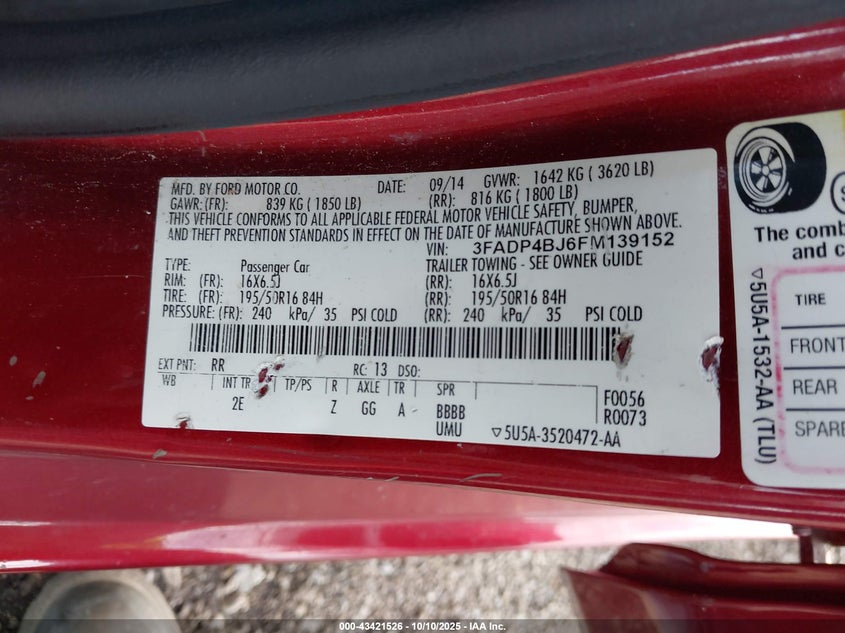 MFD. BY FORD MOTOR CO. DATE: 09/14 GVWR: 1642 KG ( 3620 LB)
GAWR: (FR) 839 KG ( 1850 LB) (RR) 816 KG ( 1800 LB)
THIS VEHICLE CONFORMS TO ALL APPLICABLE FEDERAL MOTOR VEHICLE SAFETY, BUMPER,
AND THEFT PREVENTION STANDARDS IN EFFECT ON THE DATE OF MANUFACTURE SHOWN ABOVE.
VIN: 3FADP4BJ6FM139152
TYPE: Passenger Car TRAILER TOWING - SEE OWNER GUIDE
RIM: (FR) 16X6.5J (RR): 16X6.5J
TIRE: (FR) 195/50R16 84H (RR): 195/50R16 84H
PRESSURE: (FR) 240 kPa/ 35 PSI COLD (RR): 240 kPa/ 35 PSI COLD
EXT PNT: RR RC: 13 DSO:
WB INT TR TP/PS R AXLE TR SPR F0056
2E Z GG A BBBB R0073
UMU ▽5U5A-3520472-AA
The comb
and c
TIRE
FRONT
REAR
SPARE
▽5U5A-1532-AA (TLU)
000-43421526 - 10/10/2025 - IAA Inc.